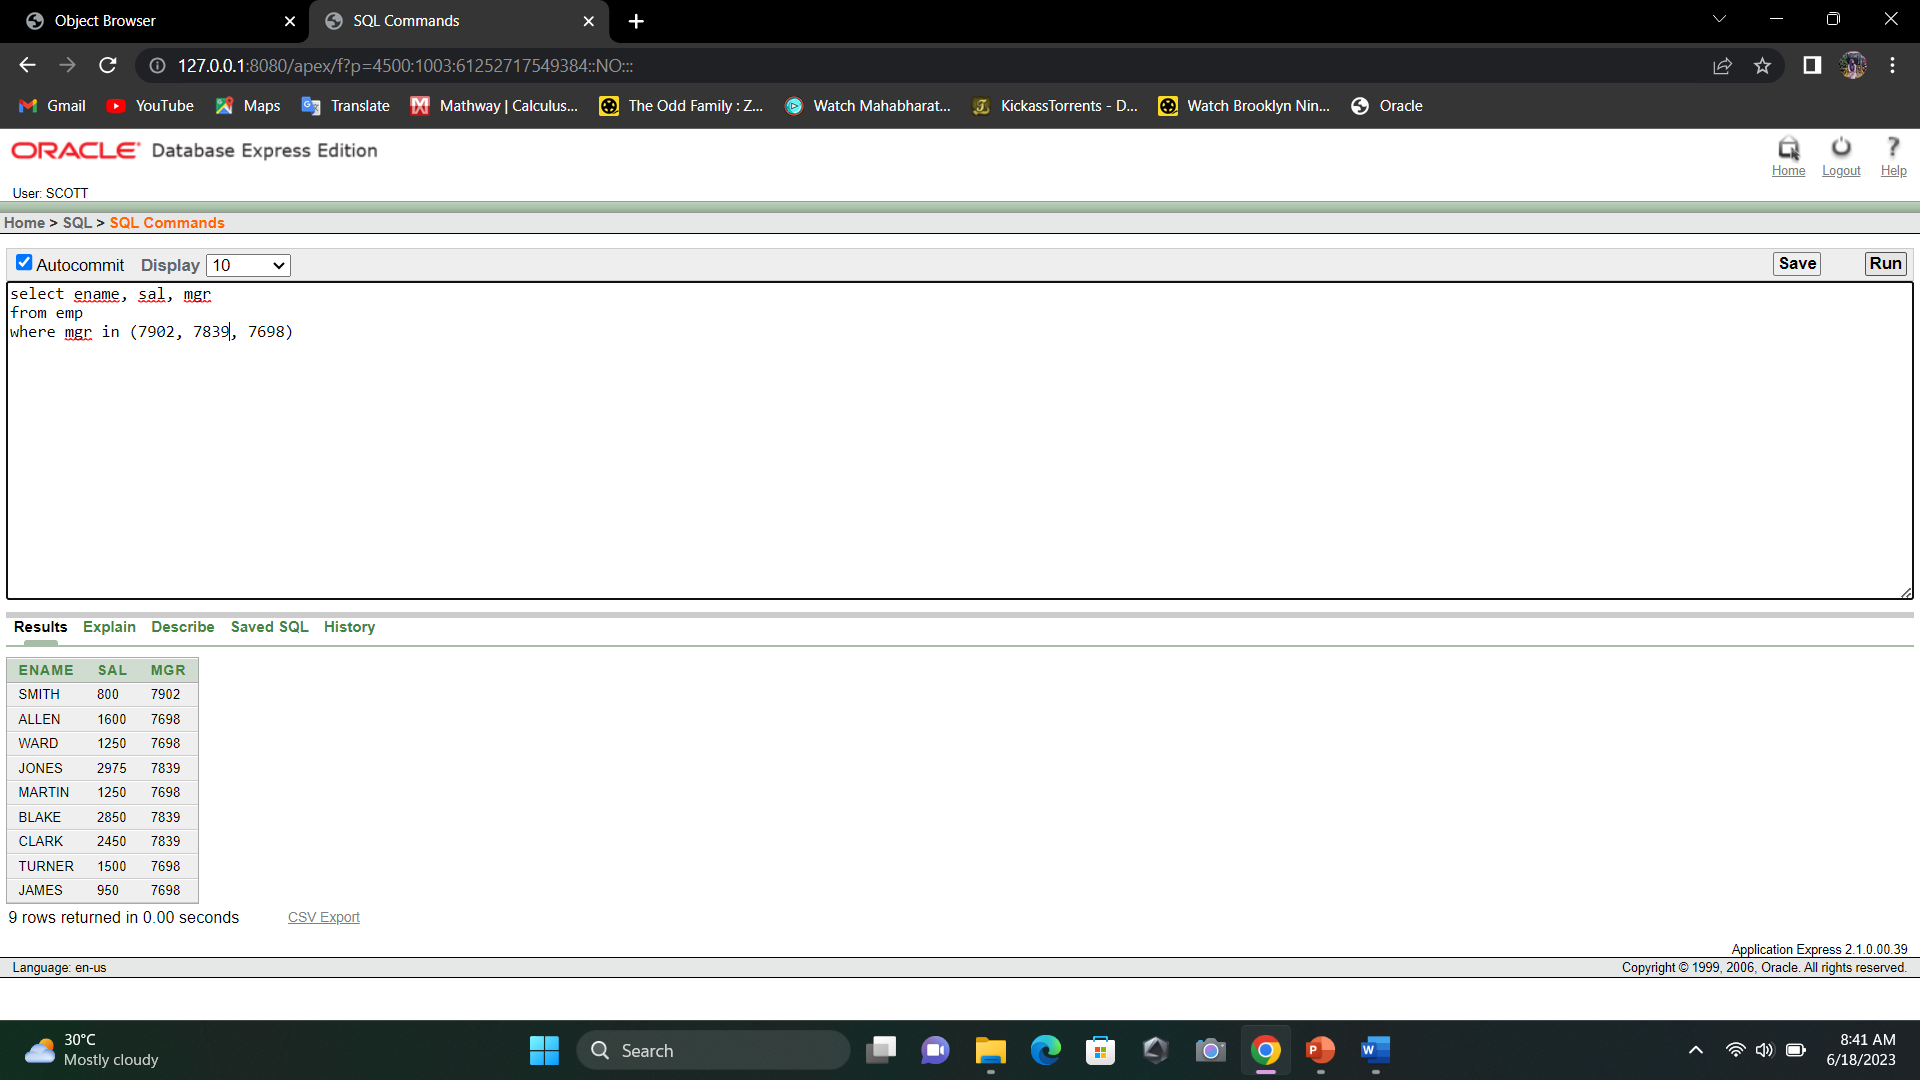 Object Browser
SQL Commands
127.0.0.1:8080/apex/f?p=4500:1003:61252717549384::NO:::
Gmail YouTube Maps Translate Mathway | Calculus... The Odd Family : Z... Watch Mahabharat... KickassTorrents - D... Watch Brooklyn Nin... Oracle
ORACLE Database Express Edition
Home Logout Help
User: SCOTT
Home > SQL > SQL Commands
Autocommit Display 10 Save Run
select ename, sal, mgr
from emp
where mgr in (7902, 7839, 7698)
Results Explain Describe Saved SQL History
ENAME SAL MGR
SMITH 800 7902
ALLEN 1600 7698
WARD 1250 7698
JONES 2975 7839
MARTIN 1250 7698
BLAKE 2850 7839
CLARK 2450 7839
TURNER 1500 7698
JAMES 950 7698
9 rows returned in 0.00 seconds CSV Export
Application Express 2.1.0.00.39
Language: en-us Copyright © 1999, 2006, Oracle. All rights reserved.
30°C
Mostly cloudy
Search
8:41 AM
6/18/2023